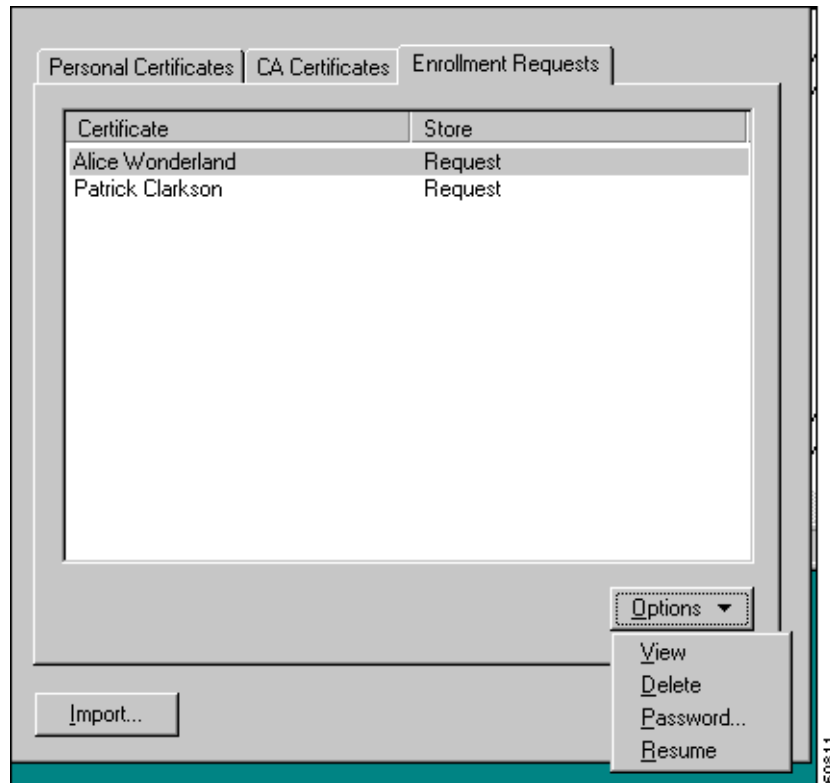 Personal Certificates CA Certificates Enrollment Requests
Certificate Store
Alice Wonderland Request
Patrick Clarkson Request
Options
View
Delete
Password...
Resume
Import...